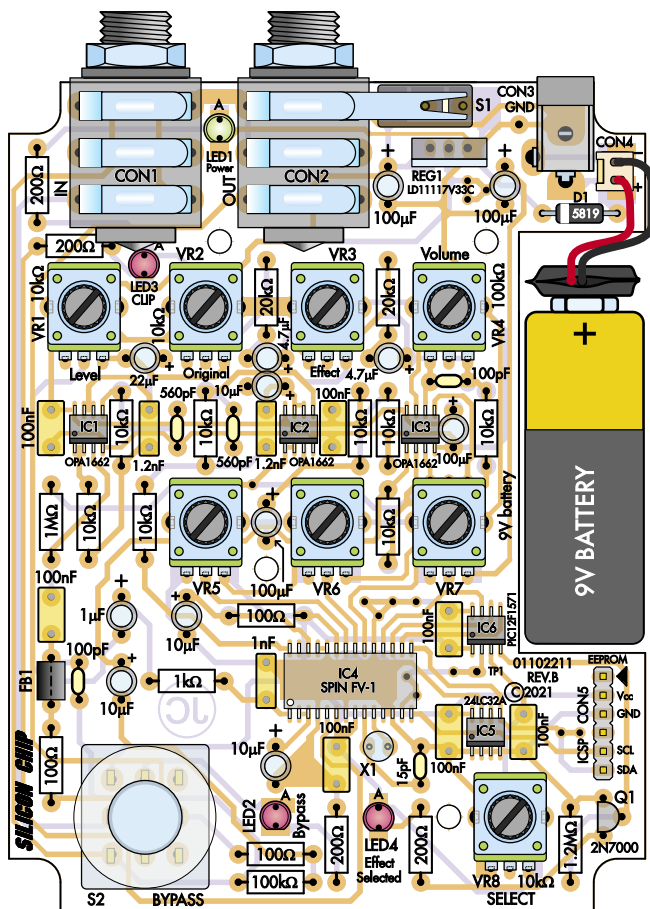 CON3
GND
S1
A
LED1
Power
CON4
IN
CON1
OUT
CON2
REG1
LD11117V33C
+
200Ω
+
100µF
+
100µF
D1
5819
200Ω
A
LED3
CLIP
VR2
VR3
Volume
10kΩ
VR1
10kΩ
20kΩ
20kΩ
100kΩ
VR4
+
Level
22µF
+
Original
4.7µF
+
10µF
+
Effect
4.7µF
+
100pF
560pF
100nF
100nF
IC1
10kΩ
10kΩ
IC2
10kΩ
IC3
+
10kΩ
OPA1662
1.2nF
560pF
1.2nF
OPA1662
OPA1662
100µF
9V BATTERY
1MΩ
10kΩ
10kΩ
+
10kΩ
9V battery
100nF
100µF
VR5
VR6
VR7
+
1µF
+
10µF
100Ω
100nF
IC6
PIC12F1571
100pF
FB1
+
10µF
1kΩ
1nF
IC4
SPIN FV-1
TP1
01102211
REV.B
©2021
EEPROM
JC
24LC32A
CON5
Vcc
GND
100Ω
+
10µF
100nF
X1
15pF
100nF
IC5
100nF
ICSP
SCL
SDA
SILICON CHIP
LED2
A
Bypass
A
LED4
Effect
Selected
200Ω
200Ω
Q1
2N7000
100Ω
100kΩ
1.2MΩ
S2
BYPASS
VR8
10kΩ
SELECT